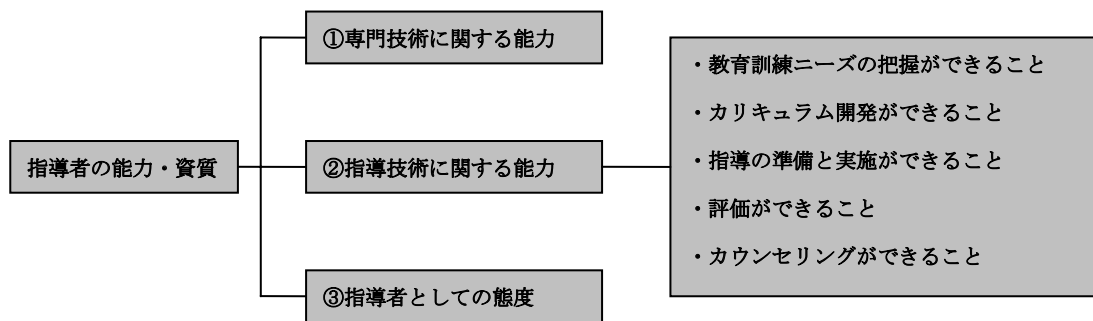 指導者の能力・資質
①専門技術に関する能力
②指導技術に関する能力
③指導者としての態度
・教育訓練ニーズの把握ができること
・カリキュラム開発ができること
・指導の準備と実施ができること
・評価ができること
・カウンセリングができること